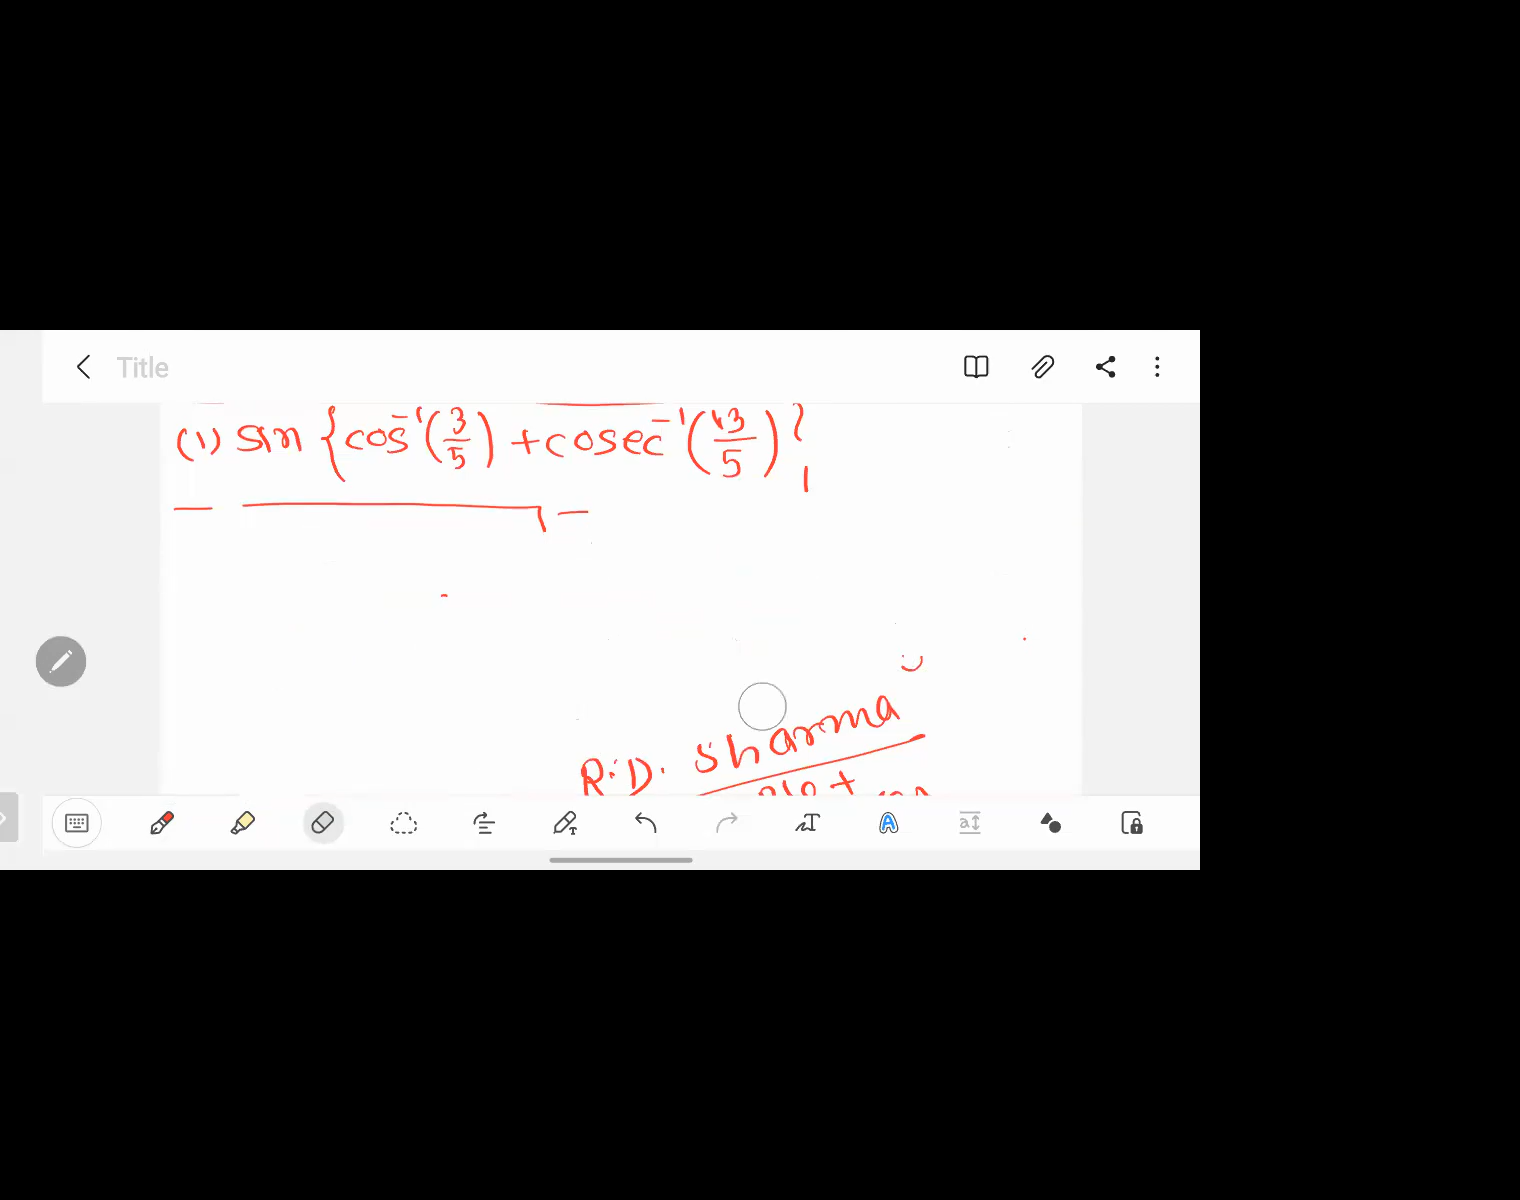 Title
(1) sin {cos⁻¹(3/5) + cosec⁻¹(13/5)}
R.D. Sharma